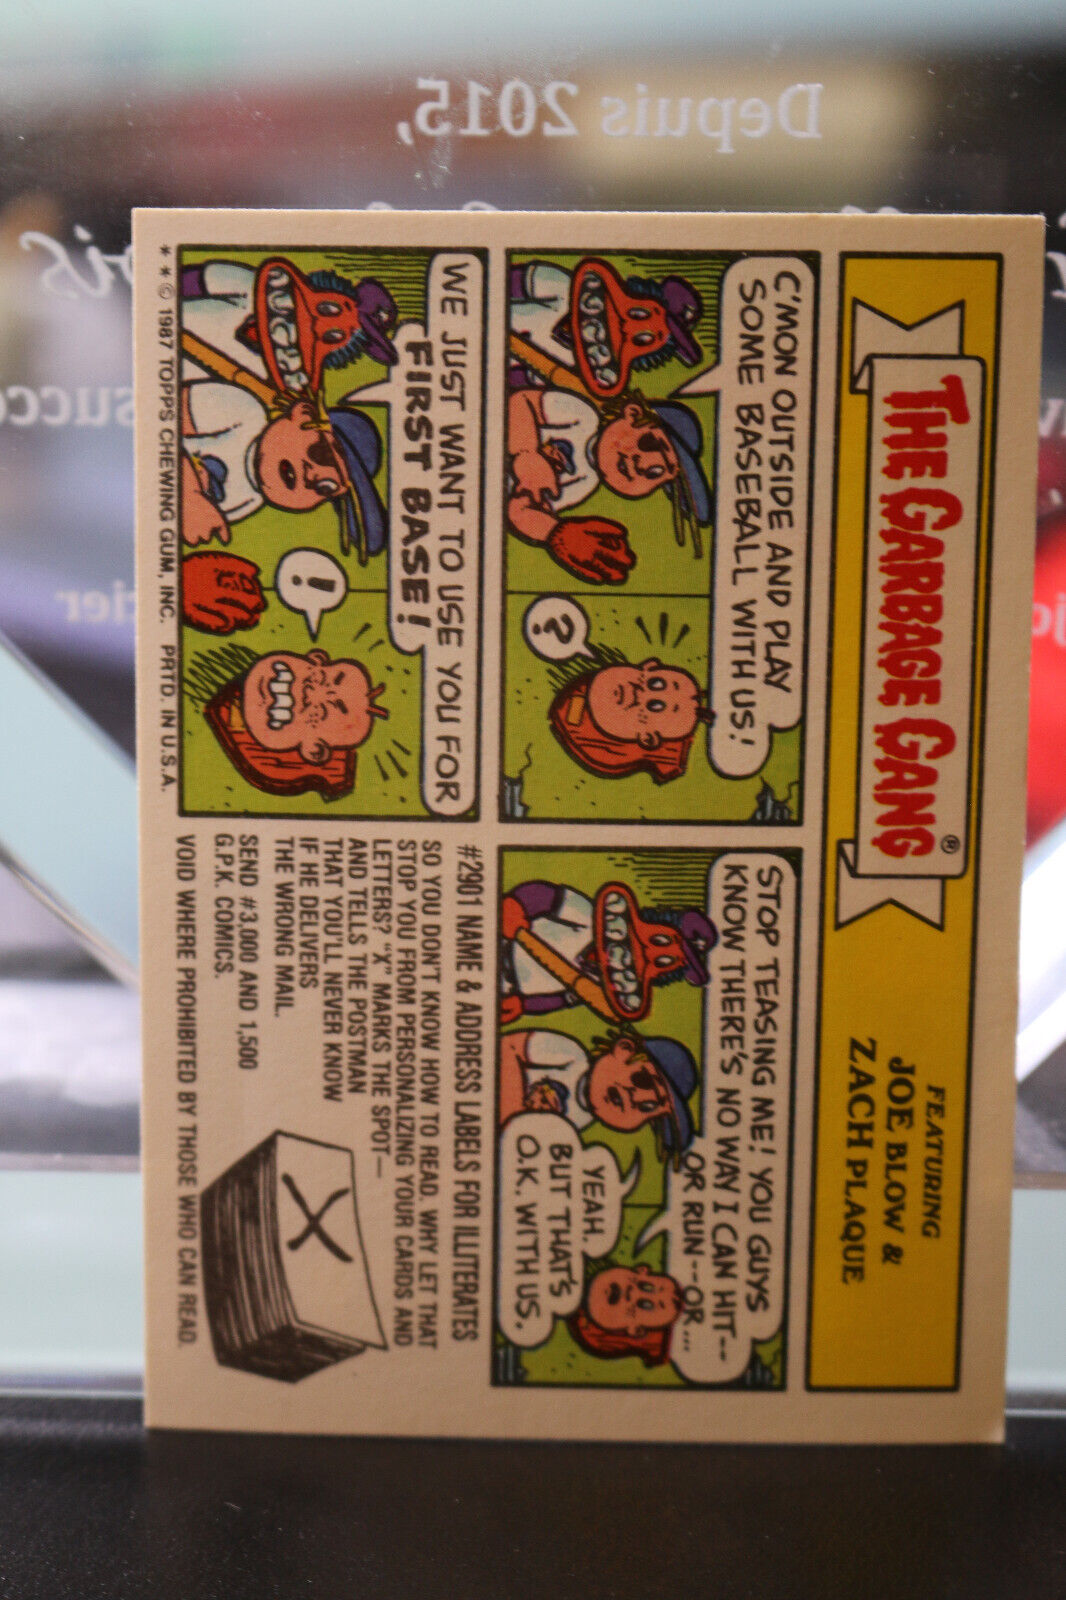 Depuis 2015,
THE GARBAGE GANG®
FEATURING
JOE BLOW &
ZACH PLAQUE
C'MON OUTSIDE AND PLAY
SOME BASEBALL WITH US!
?
STOP TEASING ME! YOU GUYS
KNOW THERE'S NO WAY I CAN HIT--
OR RUN--OR...
YEAH.
BUT THAT'S
O.K. WITH US.
WE JUST WANT TO USE YOU FOR
FIRST BASE!
!
#2901 NAME & ADDRESS LABELS FOR ILLITERATES
SO YOU DON'T KNOW HOW TO READ. WHY LET THAT
STOP YOU FROM PERSONALIZING YOUR CARDS AND
LETTERS? "X" MARKS THE SPOT—
AND TELLS THE POSTMAN
THAT YOU'LL NEVER KNOW
IF HE DELIVERS
THE WRONG MAIL.
SEND #3,000 AND 1,500
G.P.K. COMICS.
VOID WHERE PROHIBITED BY THOSE WHO CAN READ.
X
* * © 1987 TOPPS CHEWING GUM, INC. PRTD. IN U.S.A.